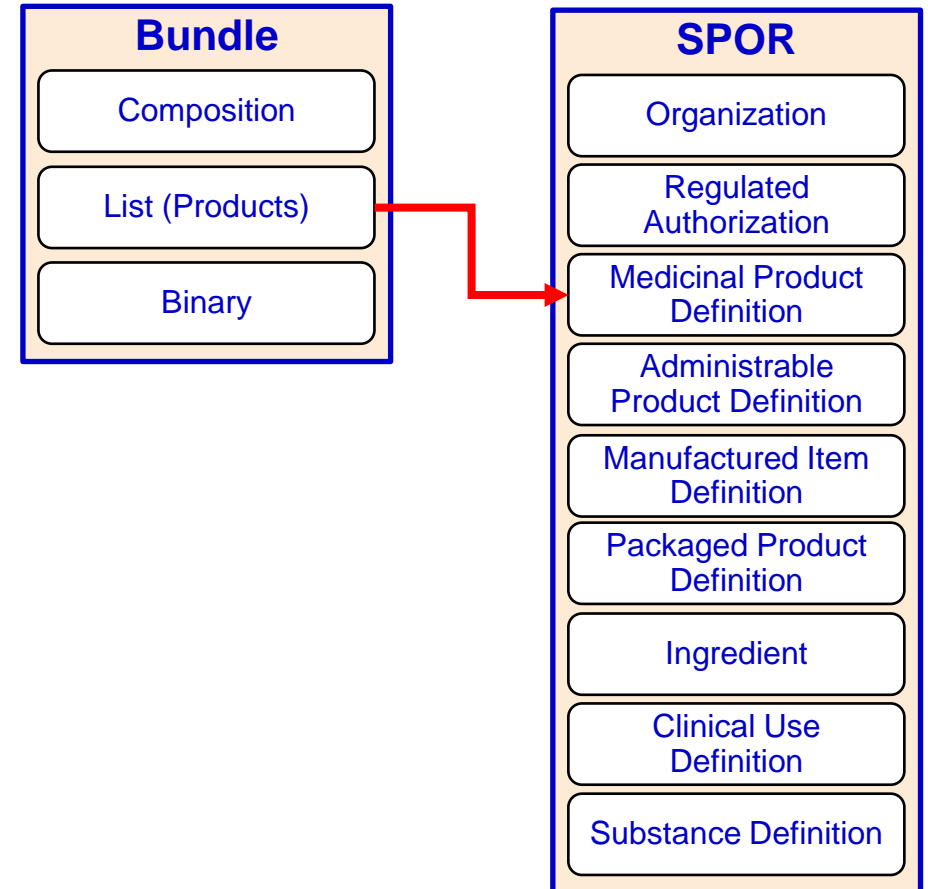 Bundle
Composition
List (Products)
Binary
SPOR
Organization
Regulated
Authorization
Medicinal Product
Definition
Administrable
Product Definition
Manufactured Item
Definition
Packaged Product
Definition
Ingredient
Clinical Use
Definition
Substance Definition